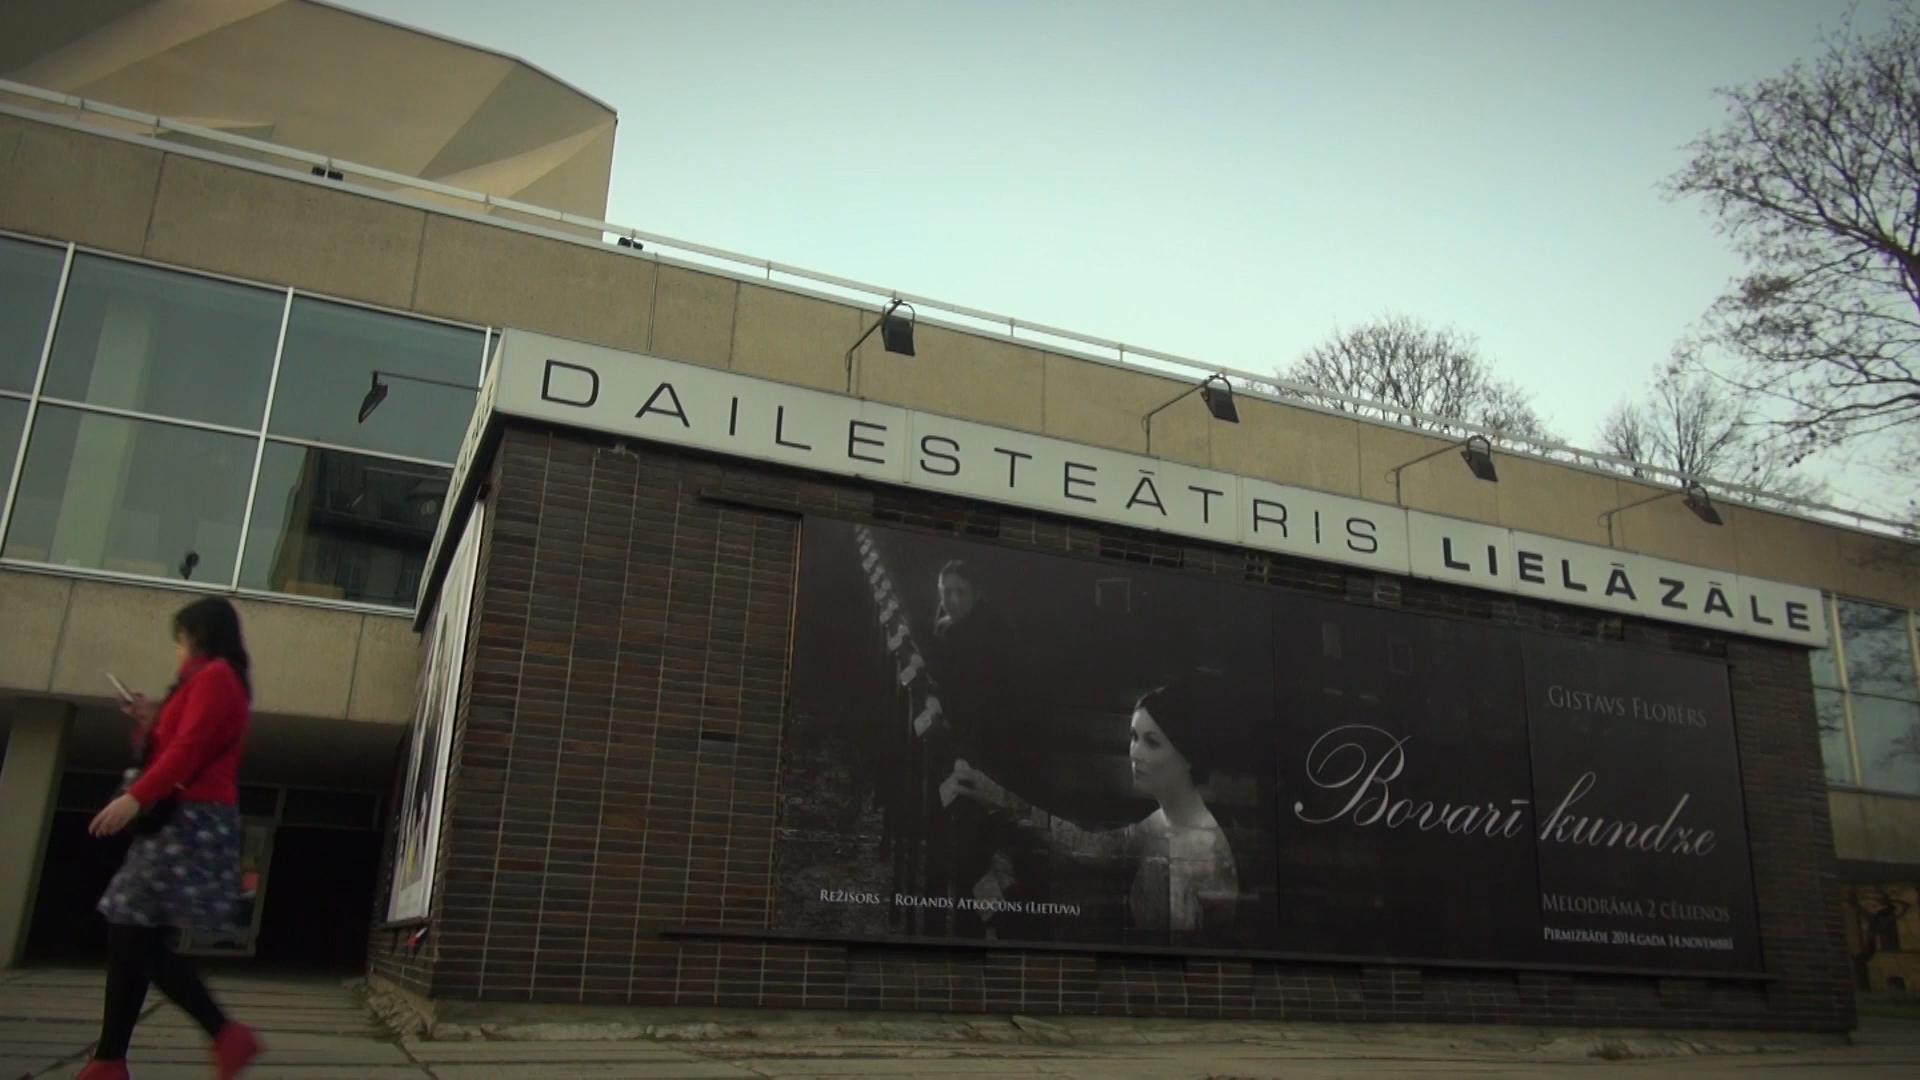 DAILES TEĀTRIS LIELĀ ZĀLE
GISTAVS FLOBĒRS
Bovarī kundze
REŽISORS – ROLANDS ATKOČŪNS (LIETUVA)
MELODRĀMA 2 CĒLIENOS
PIRMIZRĀDE 2014.GADA 14.NOVEMBRĪ